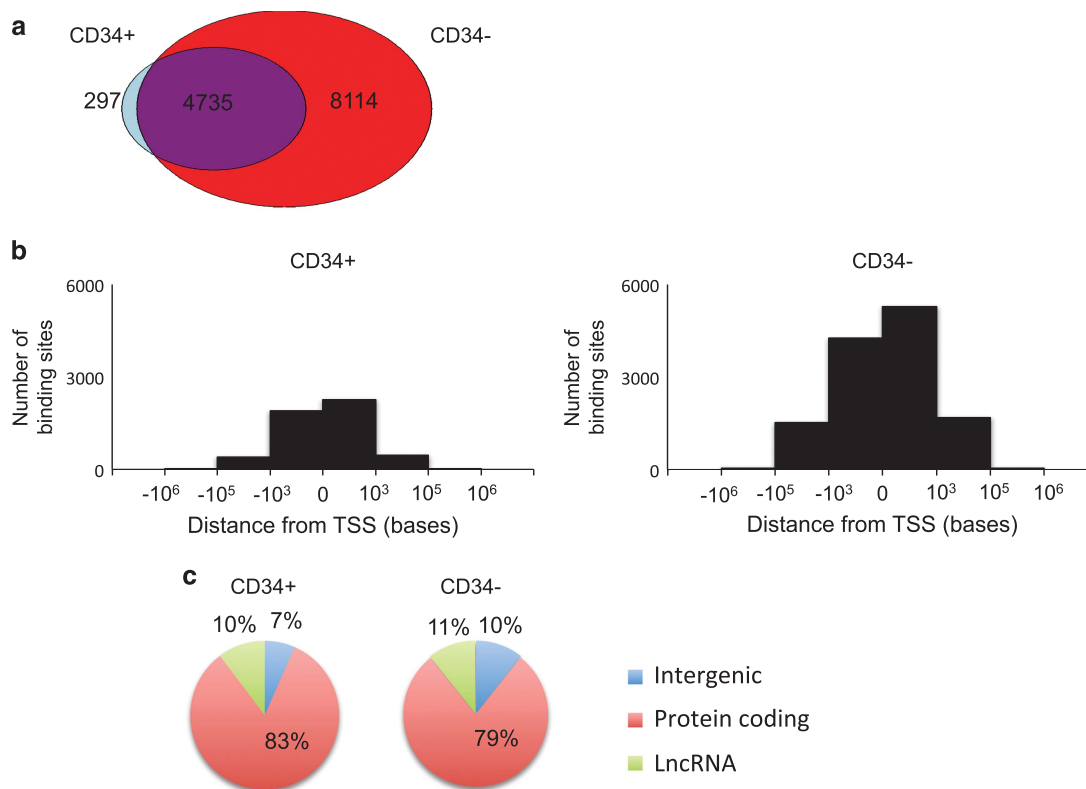 a
CD34+
CD34-
297
4735
8114
b
CD34+
Number of
binding sites
6000
3000
0
-10⁶ -10⁵ -10³ 0 10³ 10⁵ 10⁶
Distance from TSS (bases)
CD34-
Number of
binding sites
6000
3000
0
-10⁶ -10⁵ -10³ 0 10³ 10⁵ 10⁶
Distance from TSS (bases)
c
CD34+
10% 7%
83%
CD34-
11% 10%
79%
Intergenic
Protein coding
LncRNA